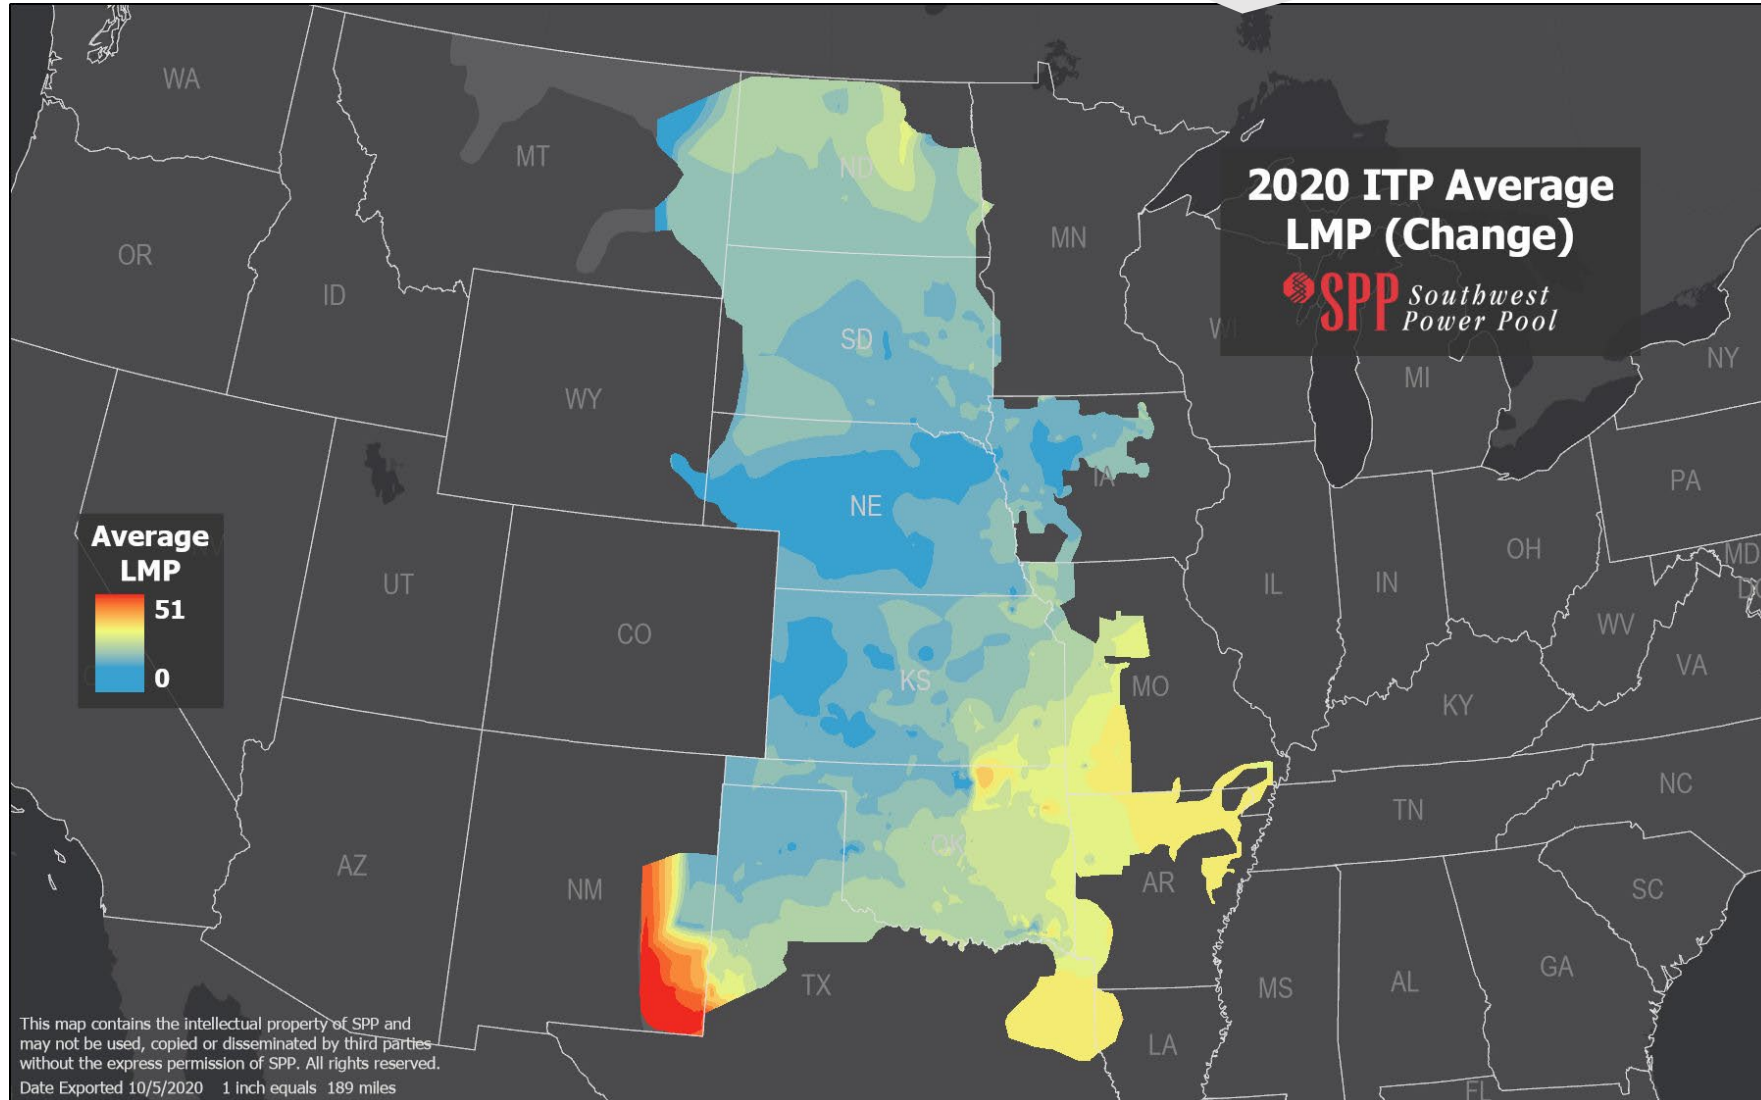 WA
MT
ND
OR
ID
MN
2020 ITP Average
LMP (Change)
SPP Southwest
Power Pool
WI
MI
NY
SD
WY
IA
PA
NE
Average
LMP
51
0
UT
CO
IL
IN
OH
MD
WV
VA
KS
MO
KY
NC
TN
OK
AZ
NM
AR
SC
TX
MS
AL
GA
LA
FL
This map contains the intellectual property of SPP and
may not be used, copied or disseminated by third parties
without the express permission of SPP. All rights reserved.
Date Exported 10/5/2020 1 inch equals 189 miles